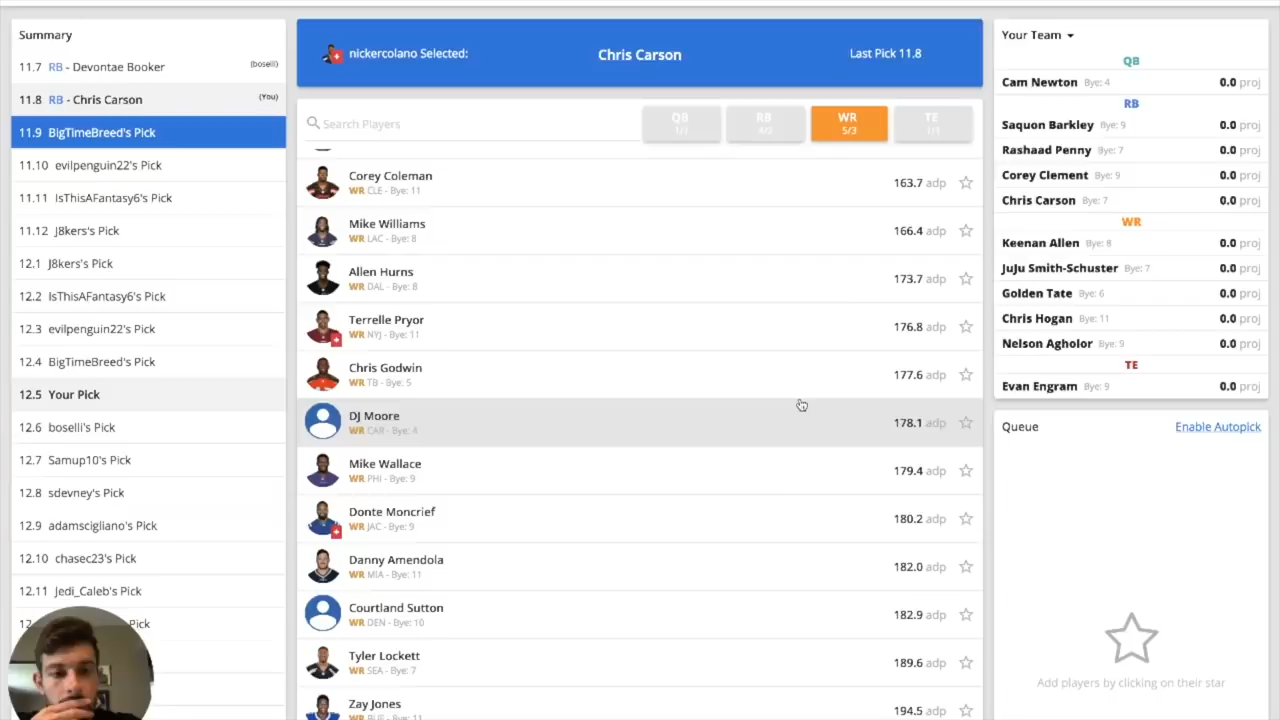 Summary
11.7 RB - Devontae Booker (boselli)
11.8 RB - Chris Carson (You)
11.9 BigTimeBreed's Pick
11.10 evilpenguin22's Pick
11.11 IsThisAFantasy6's Pick
11.12 J8kers's Pick
12.1 J8kers's Pick
12.2 IsThisAFantasy6's Pick
12.3 evilpenguin22's Pick
12.4 BigTimeBreed's Pick
12.5 Your Pick
12.6 boselli's Pick
12.7 Samup10's Pick
12.8 sdevney's Pick
12.9 adamscigliano's Pick
12.10 chasec23's Pick
12.11 Jedi_Caleb's Pick
nickercolano Selected: Chris Carson Last Pick 11.8
Search Players
QB 1/1
RB 4/2
WR 5/3
TE 1/1
Corey Coleman
WR CLE - Bye: 11
163.7 adp
Mike Williams
WR LAC - Bye: 8
166.4 adp
Allen Hurns
WR DAL - Bye: 8
173.7 adp
Terrelle Pryor
WR NYJ - Bye: 11
176.8 adp
Chris Godwin
WR TB - Bye: 5
177.6 adp
DJ Moore
WR CAR - Bye: 4
178.1 adp
Mike Wallace
WR PHI - Bye: 9
179.4 adp
Donte Moncrief
WR JAC - Bye: 9
180.2 adp
Danny Amendola
WR MIA - Bye: 11
182.0 adp
Courtland Sutton
WR DEN - Bye: 10
182.9 adp
Tyler Lockett
WR SEA - Bye: 7
189.6 adp
Zay Jones
WR BUF - Bye: 11
194.5 adp
Your Team
QB
Cam Newton Bye: 4 0.0 proj
RB
Saquon Barkley Bye: 9 0.0 proj
Rashaad Penny Bye: 7 0.0 proj
Corey Clement Bye: 9 0.0 proj
Chris Carson Bye: 7 0.0 proj
WR
Keenan Allen Bye: 8 0.0 proj
JuJu Smith-Schuster Bye: 7 0.0 proj
Golden Tate Bye: 6 0.0 proj
Chris Hogan Bye: 11 0.0 proj
Nelson Agholor Bye: 9 0.0 proj
TE
Evan Engram Bye: 9 0.0 proj
Queue Enable Autopick
Add players by clicking on their star